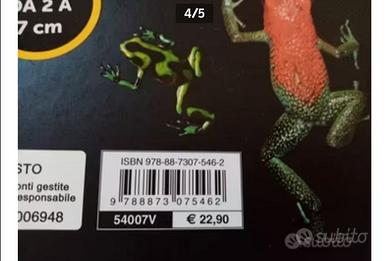 DA 2 A
7 cm
4/5
STO
onti gestite
responsabile
006948
ISBN 978-88-7307-546-2
9 788873 075462
54007V
€ 22,90
subito